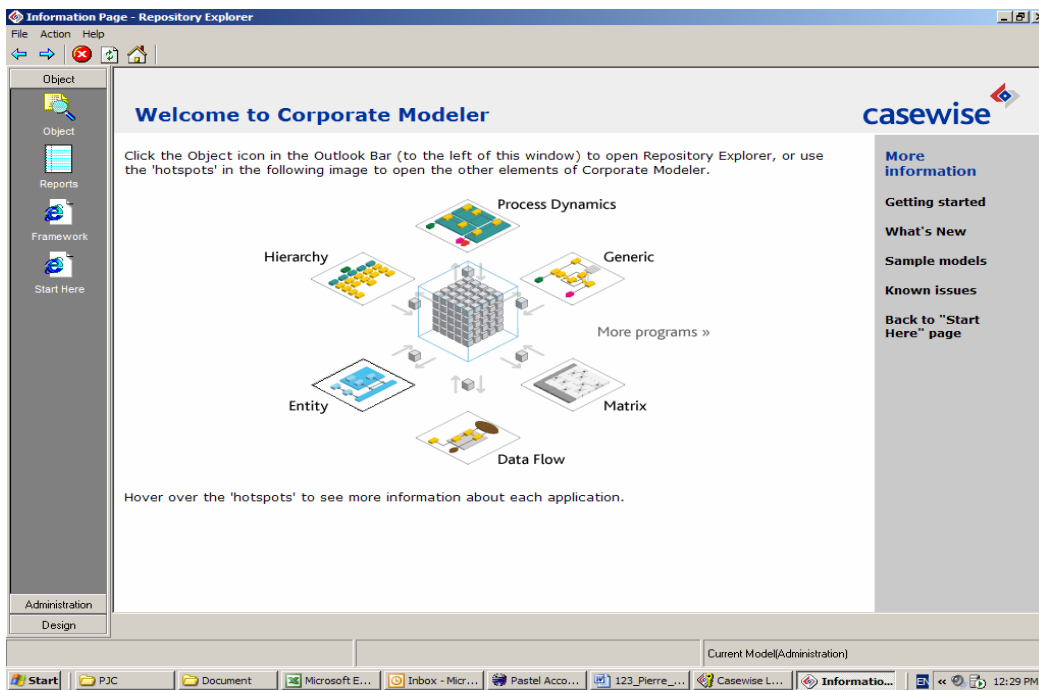 Information Page - Repository Explorer
File Action Help
Object
Object
Reports
Framework
Start Here
Administration
Design
Welcome to Corporate Modeler
casewise
Click the Object icon in the Outlook Bar (to the left of this window) to open Repository Explorer, or use
the 'hotspots' in the following image to open the other elements of Corporate Modeler.
Process Dynamics
Hierarchy
Generic
More programs »
Entity
Matrix
Data Flow
Hover over the 'hotspots' to see more information about each application.
More
information
Getting started
What's New
Sample models
Known issues
Back to "Start
Here" page
Current Model(Administration)
Start
PJC
Document
Microsoft E...
Inbox - Micr...
Pastel Acco...
123_Pierre_...
Casewise L...
Informatio...
EN
«
12:29 PM